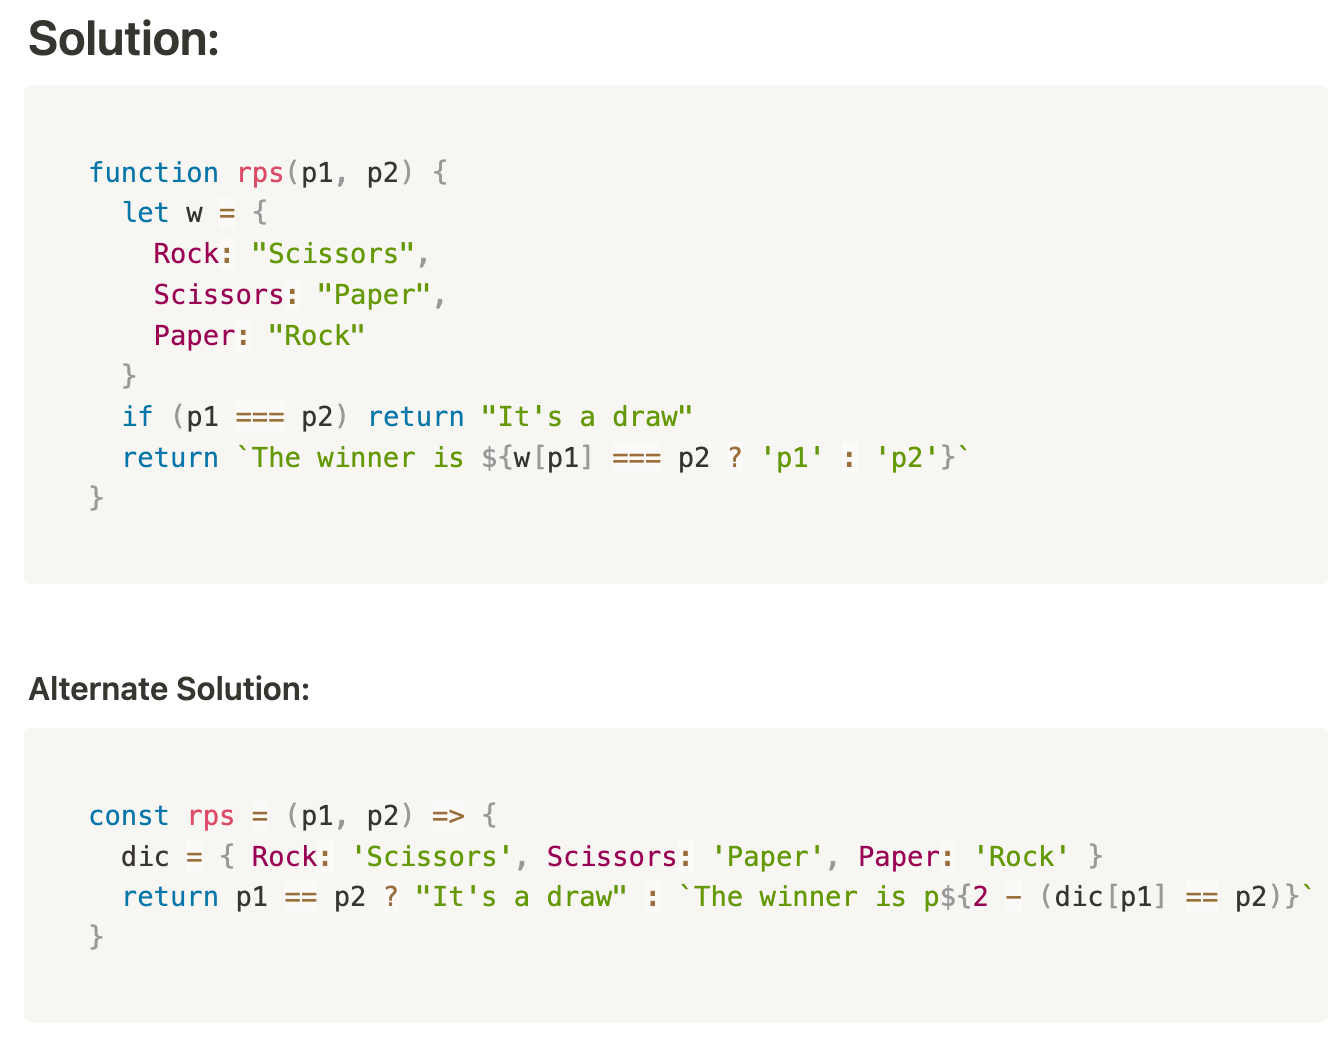 Solution:
function rps(p1, p2) {
  let w = {
    Rock: "Scissors",
    Scissors: "Paper",
    Paper: "Rock"
  }
  if (p1 === p2) return "It's a draw"
  return `The winner is ${w[p1] === p2 ? 'p1' : 'p2'}`
}
Alternate Solution:
const rps = (p1, p2) => {
  dic = { Rock: 'Scissors', Scissors: 'Paper', Paper: 'Rock' }
  return p1 == p2 ? "It's a draw" : `The winner is p${2 - (dic[p1] == p2)}`
}